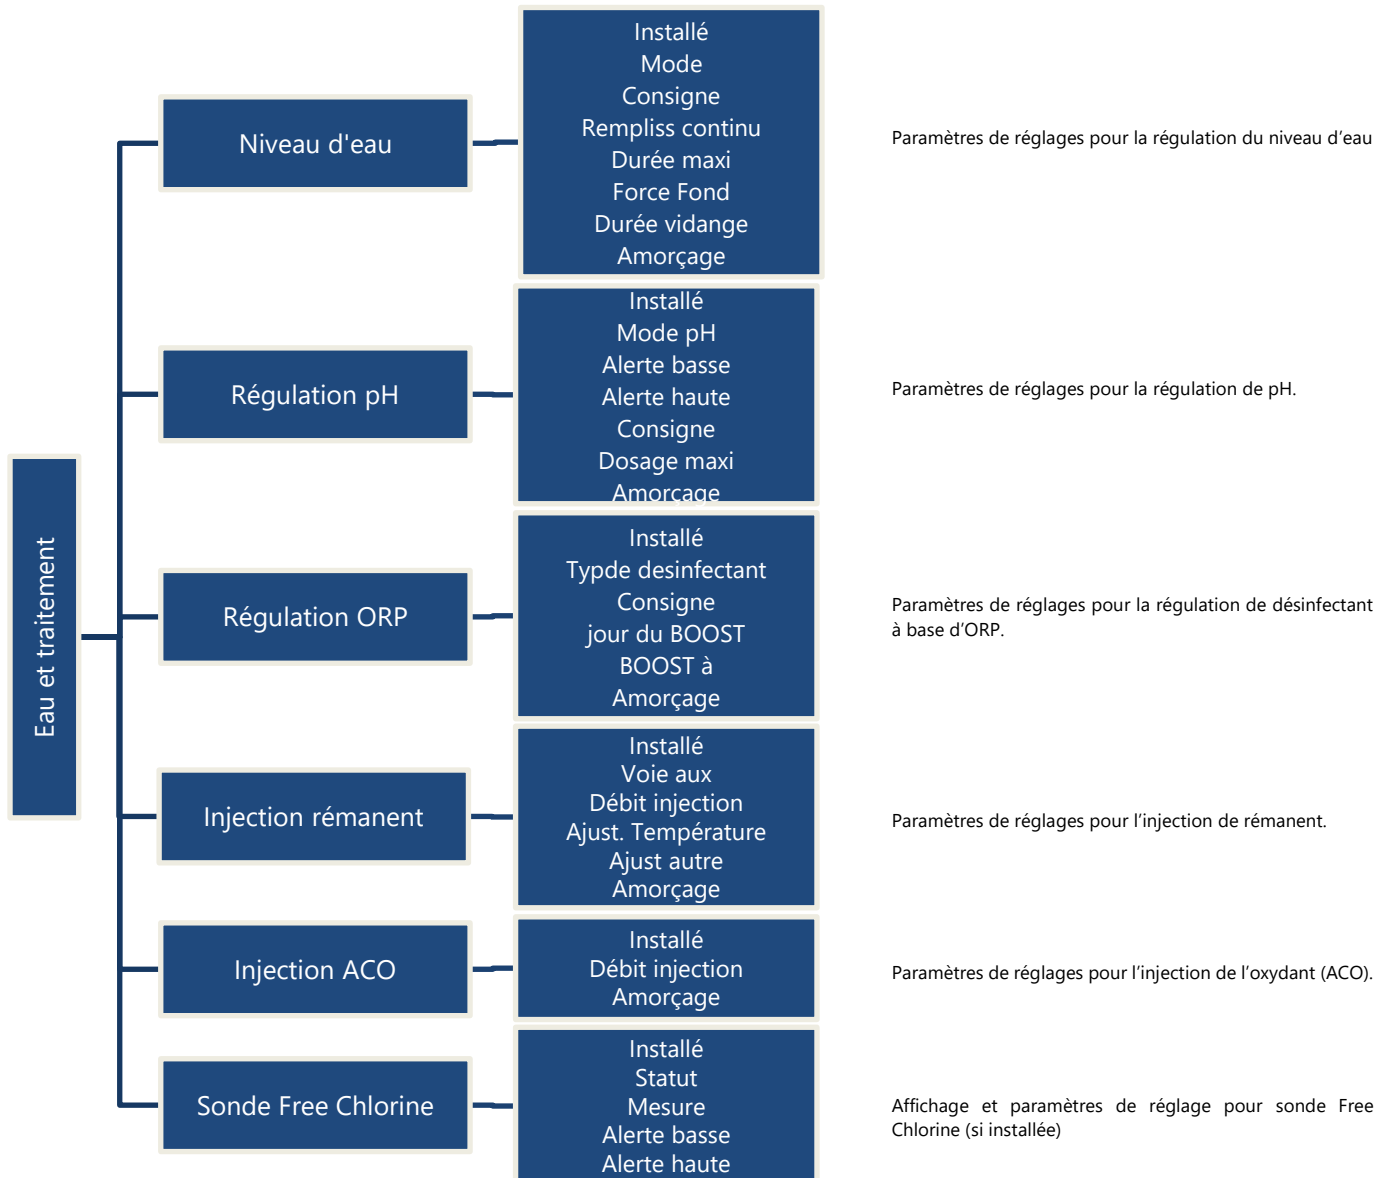 Eau et traitement
Niveau d'eau
Installé
Mode
Consigne
Rempliss continu
Durée maxi
Force Fond
Durée vidange
Amorçage
Paramètres de réglages pour la régulation du niveau d’eau
Régulation pH
Installé
Mode pH
Alerte basse
Alerte haute
Consigne
Dosage maxi
Amorçage
Paramètres de réglages pour la régulation de pH.
Régulation ORP
Installé
Typde desinfectant
Consigne
jour du BOOST
BOOST à
Amorçage
Paramètres de réglages pour la régulation de désinfectant
à base d’ORP.
Injection rémanent
Installé
Voie aux
Débit injection
Ajust. Température
Ajust autre
Amorçage
Paramètres de réglages pour l’injection de rémanent.
Injection ACO
Installé
Débit injection
Amorçage
Paramètres de réglages pour l’injection de l’oxydant (ACO).
Sonde Free Chlorine
Installé
Statut
Mesure
Alerte basse
Alerte haute
Affichage et paramètres de réglage pour sonde Free
Chlorine (si installée)